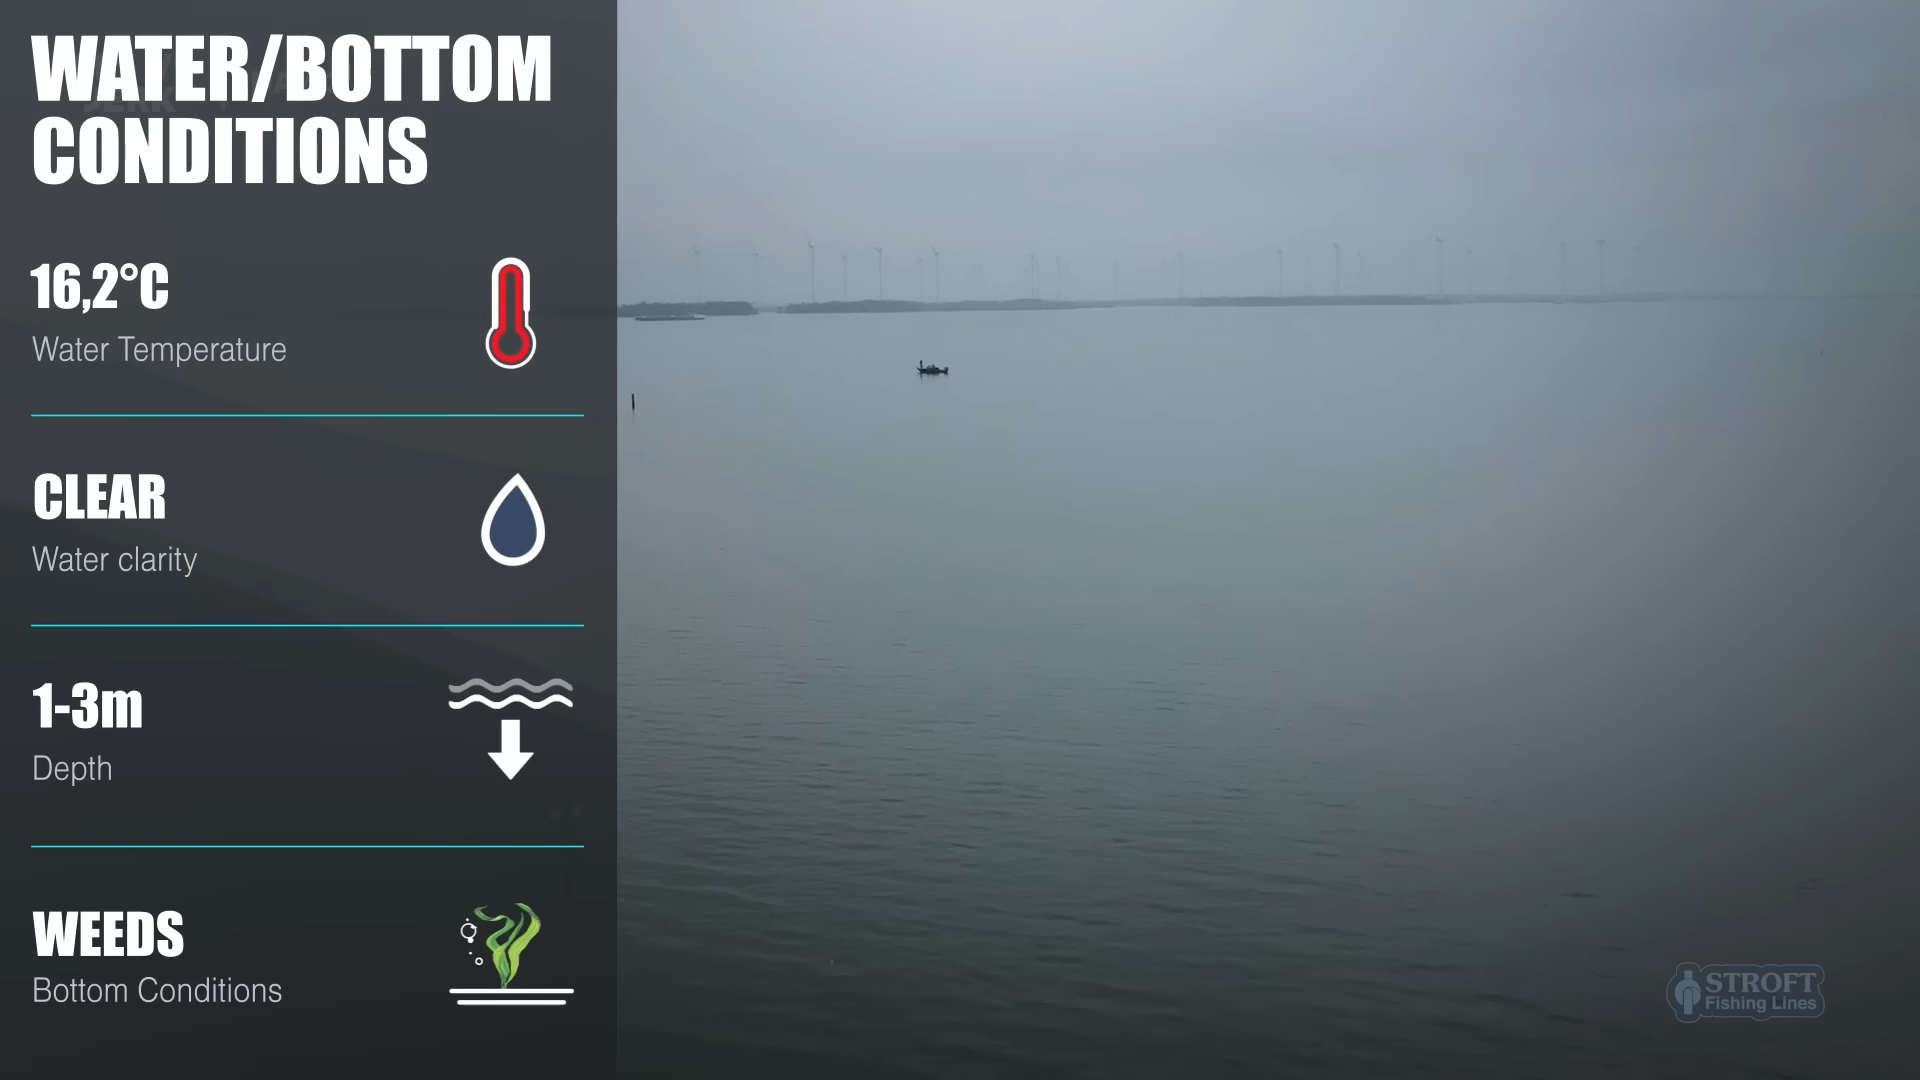 WATER/BOTTOM
CONDITIONS
16,2°C
Water Temperature
CLEAR
Water clarity
1-3m
Depth
WEEDS
Bottom Conditions
STROFT
Fishing Lines